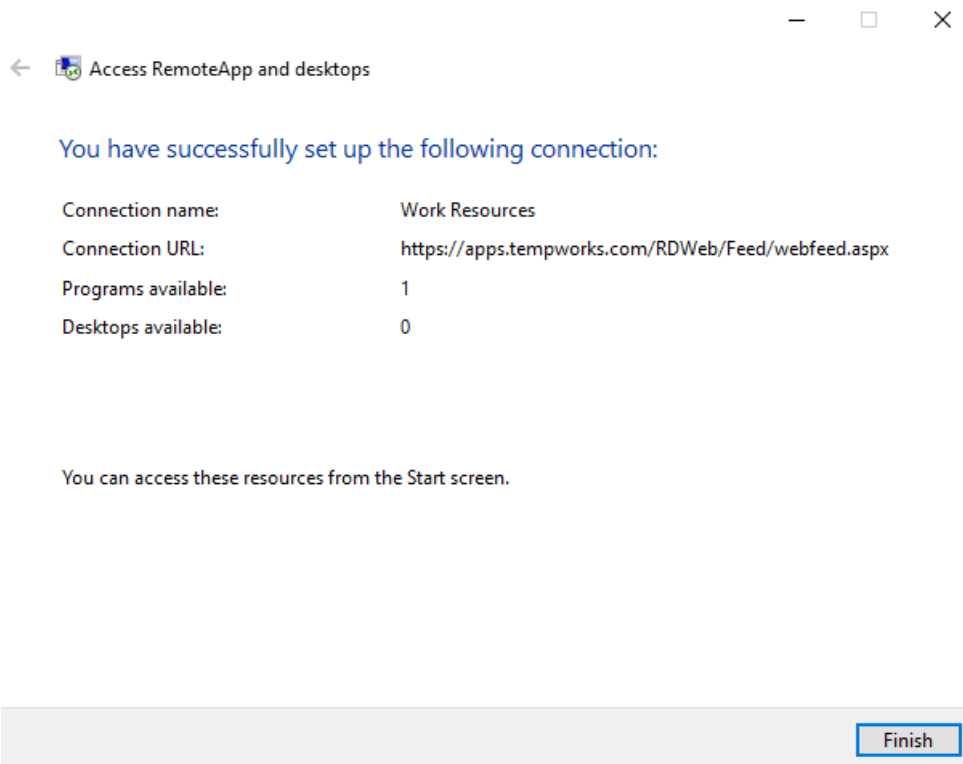 Access RemoteApp and desktops
You have successfully set up the following connection:
Connection name: Work Resources
Connection URL: https://apps.tempworks.com/RDWeb/Feed/webfeed.aspx
Programs available: 1
Desktops available: 0
You can access these resources from the Start screen.
Finish